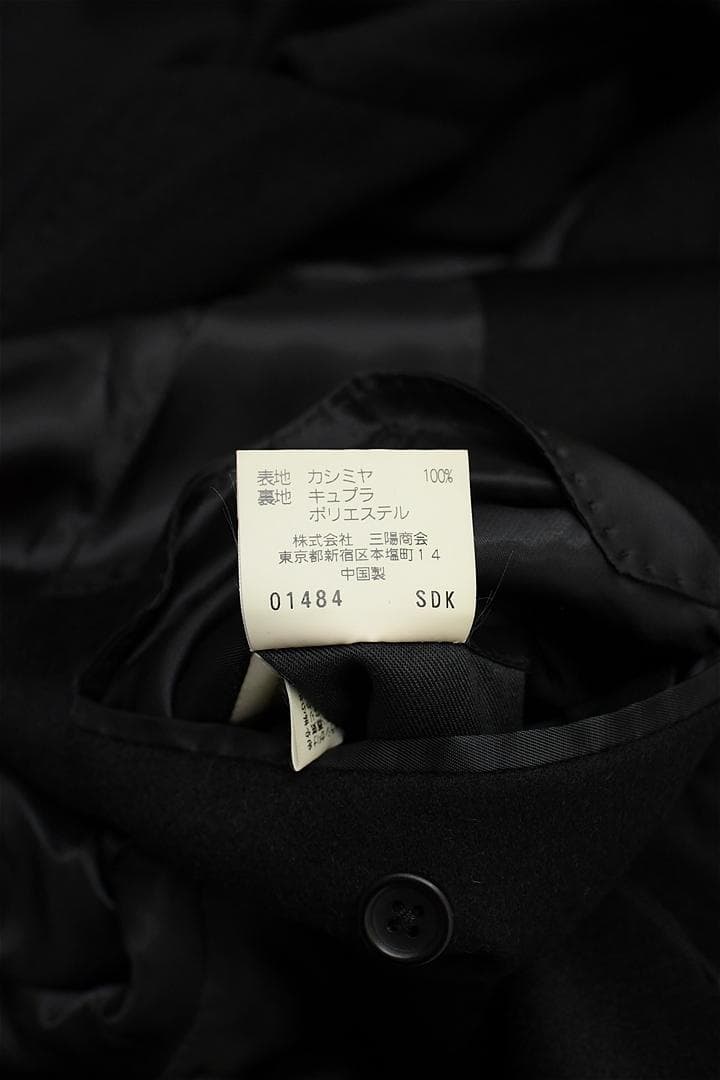 表地 カシミヤ 100%
裏地 キュプラ
ポリエステル
株式会社 三陽商会
東京都新宿区本塩町14
中国製
01484 SDK